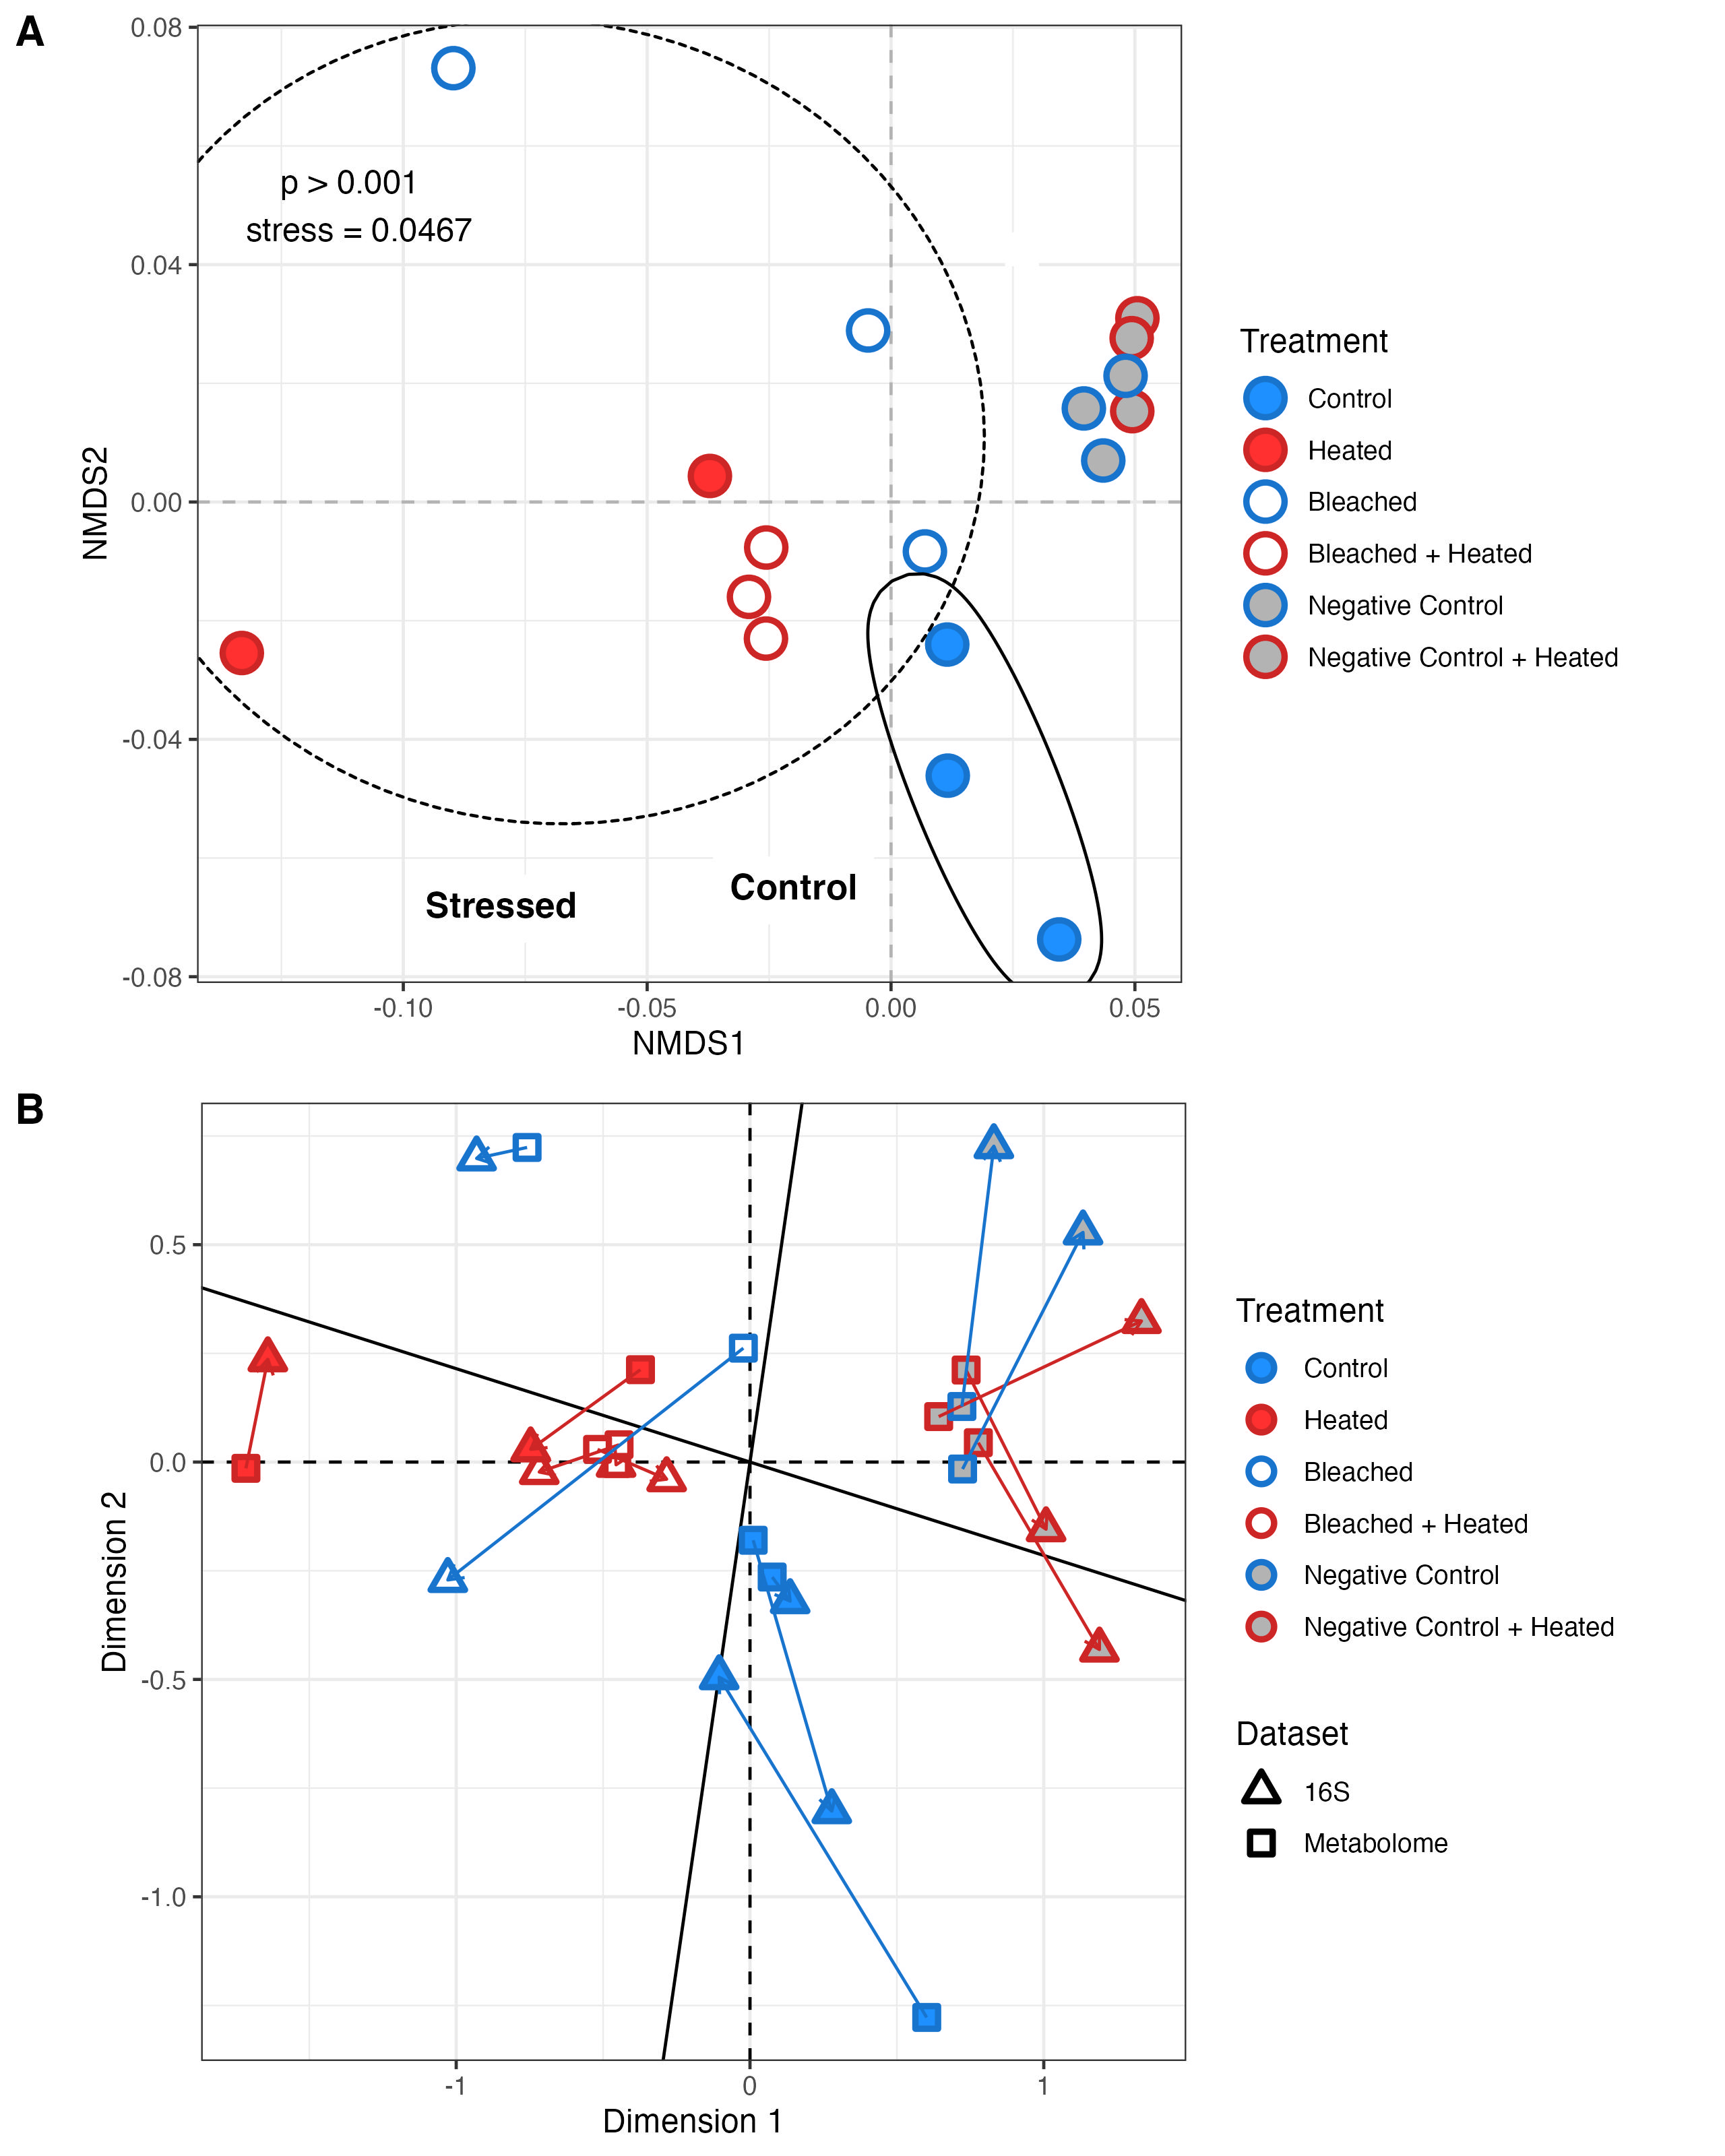 A
0.08
0.04
0.00
-0.04
-0.08
NMDS2
p > 0.001
stress = 0.0467
Stressed
Control
-0.10
-0.05
0.00
0.05
NMDS1
Treatment
Control
Heated
Bleached
Bleached + Heated
Negative Control
Negative Control + Heated
B
0.5
0.0
-0.5
-1.0
Dimension 2
-1
0
1
Dimension 1
Treatment
Control
Heated
Bleached
Bleached + Heated
Negative Control
Negative Control + Heated
Dataset
16S
Metabolome